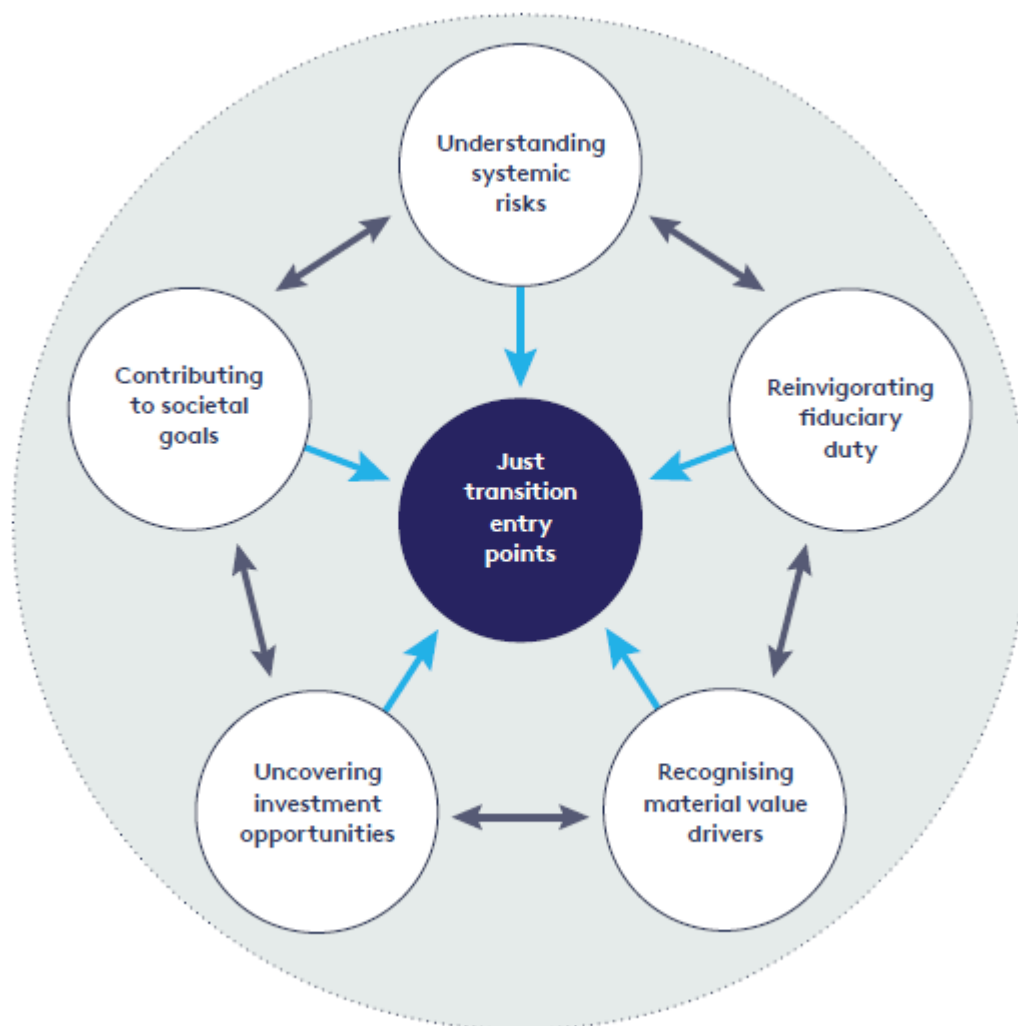 Understanding
systemic
risks
Contributing
to societal
goals
Reinvigorating
fiduciary
duty
Just
transition
entry
points
Uncovering
investment
opportunities
Recognising
material value
drivers